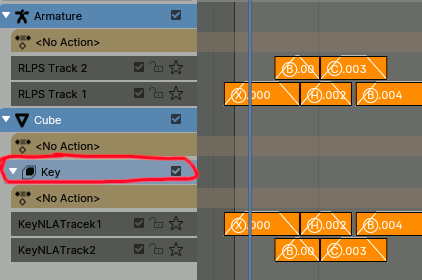 Armature
<No Action>
RLPS Track 2 B.00 C.003
RLPS Track 1 X.000 H.002 B.004
Cube
<No Action>
Key
<No Action>
KeyNLATracek1 X.000 H.002 B.004
KeyNLATrack2 B.00 C.003